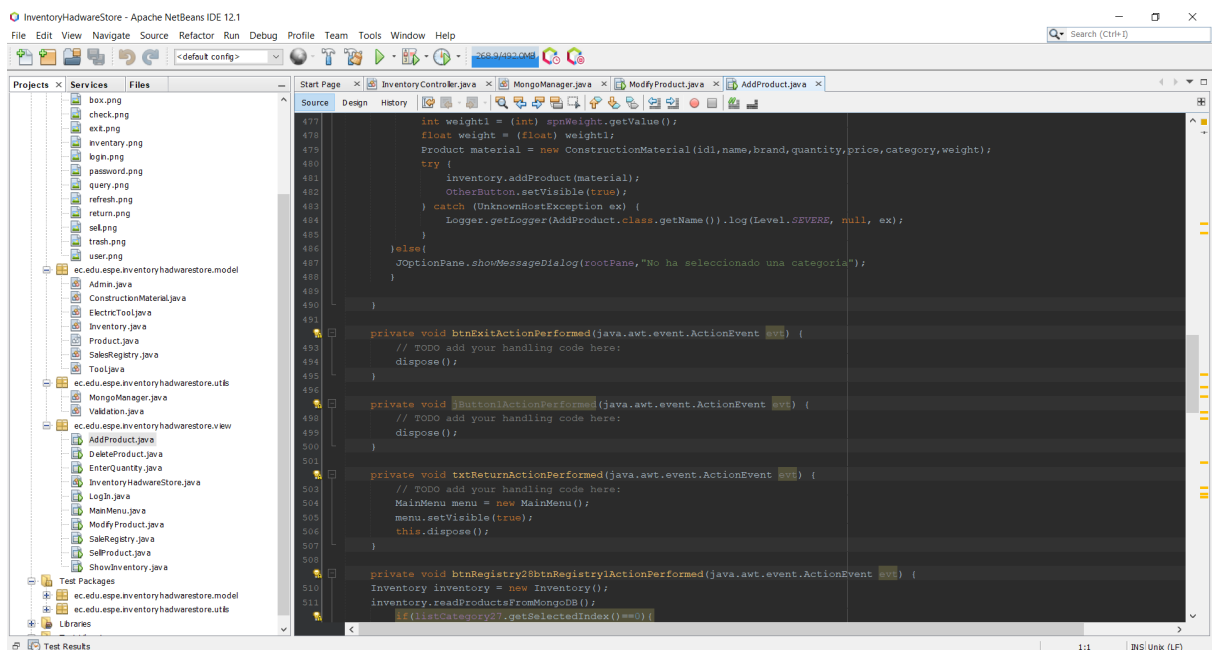 InventoryHadwareStore - Apache NetBeans IDE 12.1
File Edit View Navigate Source Refactor Run Debug Profile Team Tools Window Help
Search (Ctrl+I)
<default config>
268.9/492.0MB
Projects Services Files
Start Page InventoryController.java MongoManager.java ModifyProduct.java AddProduct.java
Source Design History
box.png
check.png
exit.png
inventary.png
login.png
password.png
query.png
refresh.png
return.png
sell.png
trash.png
user.png
ec.edu.espe.inventoryhadwarestore.model
Admin.java
ConstructionMaterial.java
ElectricTool.java
Inventory.java
Product.java
SalesRegistry.java
Tool.java
ec.edu.espe.inventoryhadwarestore.utils
MongoManager.java
Validation.java
ec.edu.espe.inventoryhadwarestore.view
AddProduct.java
DeleteProduct.java
EnterQuantity.java
InventoryHadwareStore.java
LogIn.java
MainMenu.java
ModifyProduct.java
SaleRegistry.java
SellProduct.java
ShowInventory.java
Test Packages
ec.edu.espe.inventoryhadwarestore.model
ec.edu.espe.inventoryhadwarestore.utils
Libraries
477 int weight1 = (int) spnWeight.getValue();
478 float weight = (float) weight1;
479 Product material = new ConstructionMaterial(id1,name,brand,quantity,price,category,weight);
480 try {
481 inventory.addProduct(material);
482 OtherButton.setVisible(true);
483 } catch (UnknownHostException ex) {
484 Logger.getLogger(AddProduct.class.getName()).log(Level.SEVERE, null, ex);
485 }
486 }else{
487 JOptionPane.showMessageDialog(rootPane,"No ha seleccionado una categoria");
488 }
489
490 }
491
private void btnExitActionPerformed(java.awt.event.ActionEvent evt) {
493 // TODO add your handling code here:
494 dispose();
495 }
496
private void jButton1ActionPerformed(java.awt.event.ActionEvent evt) {
498 // TODO add your handling code here:
499 dispose();
500 }
501
private void txtReturnActionPerformed(java.awt.event.ActionEvent evt) {
503 // TODO add your handling code here:
504 MainMenu menu = new MainMenu();
505 menu.setVisible(true);
506 this.dispose();
507 }
508
private void btnRegistry28btnRegistry1ActionPerformed(java.awt.event.ActionEvent evt) {
510 Inventory inventory = new Inventory();
511 inventory.readProductsFromMongoDB();
if(listCategory27.getSelectedIndex()==0){
Test Results
1:1 INS Unix (LF)